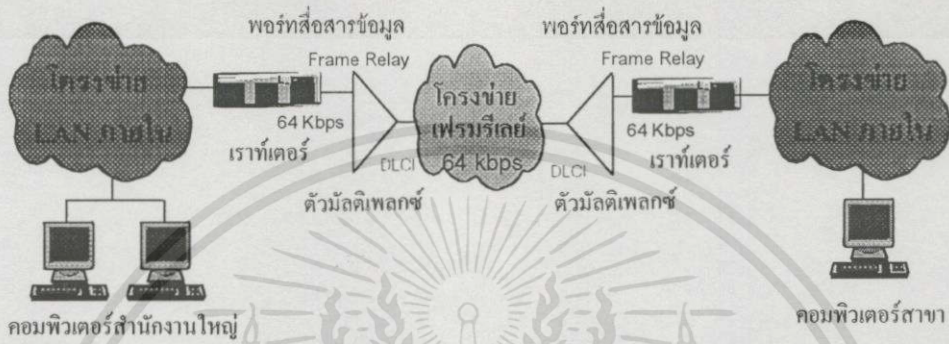 พอร์ทสื่อสารข้อมูล
พอร์ทสื่อสารข้อมูล
Frame Relay
Frame Relay
โครงข่าย
LAN ภายใน
64 Kbps
เราท์เตอร์
DLCI
ตัวมัลติเพลกซ์
โครงข่าย
เฟรมรีเลย์
64 kbps
DLCI
ตัวมัลติเพลกซ์
64 Kbps
เราท์เตอร์
โครงข่าย
LAN ภายใน
คอมพิวเตอร์สำนักงานใหญ่
คอมพิวเตอร์สาขา